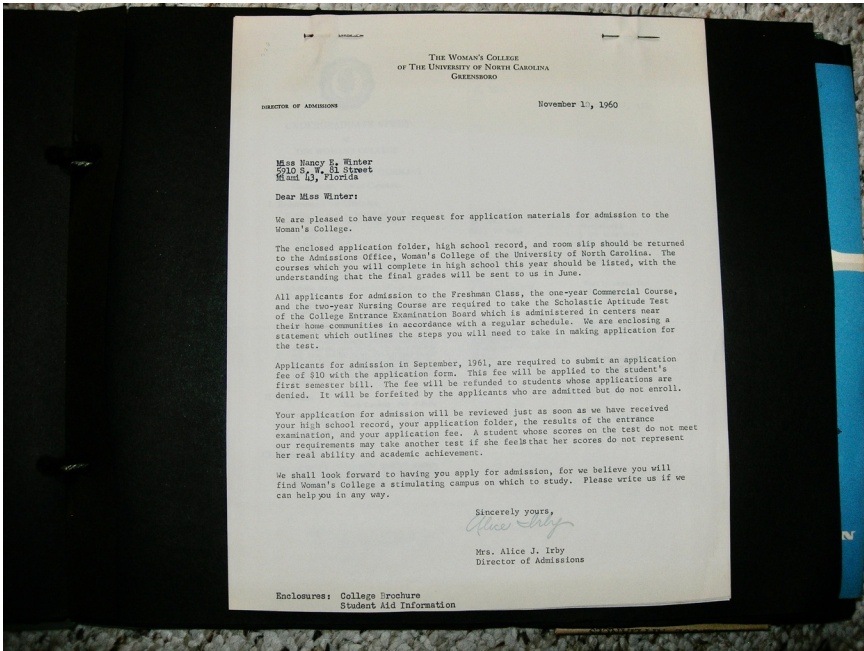 The Woman's College
of The University of North Carolina
Greensboro
DIRECTOR OF ADMISSIONS
November 1 , 1960
Miss Nancy E. Winter
5910 S. W. 81 Street
Miami 43, Florida
Dear Miss Winter:
We are pleased to have your request for application materials for admission to the
Woman's College.
The enclosed application folder, high school record, and room slip should be returned
to the Admissions Office, Woman's College of the University of North Carolina. The
courses which you will complete in high school this year should be listed, with the
understanding that the final grades will be sent to us in June.
All applicants for admission to the Freshman Class, the one-year Commercial Course,
and the two-year Nursing Course are required to take the Scholastic Aptitude Test
of the College Entrance Examination Board which is administered in centers near
their home communities in accordance with a regular schedule. We are enclosing a
statement which outlines the steps you will need to take in making application for
the test.
Applicants for admission in September, 1961, are required to submit an application
fee of $10 with the application form. This fee will be applied to the student's
first semester bill. The fee will be refunded to students whose applications are
denied. It will be forfeited by the applicants who are admitted but do not enroll.
Your application for admission will be reviewed just as soon as we have received
your high school record, your application folder, the results of the entrance
examination, and your application fee. A student whose scores on the test do not meet
our requirements may take another test if she feels that her scores do not represent
her real ability and academic achievement.
We shall look forward to having you apply for admission, for we believe you will
find Woman's College a stimulating campus on which to study. Please write us if we
can help you in any way.
Sincerely yours,
Alice Irby
Mrs. Alice J. Irby
Director of Admissions
Enclosures: College Brochure
Student Aid Information